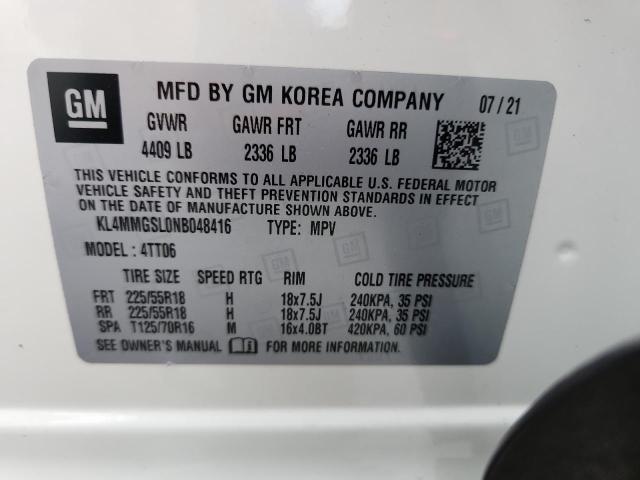 GM MFD BY GM KOREA COMPANY 07/21
GVWR GAWR FRT GAWR RR
4409 LB 2336 LB 2336 LB
THIS VEHICLE CONFORMS TO ALL APPLICABLE U.S. FEDERAL MOTOR
VEHICLE SAFETY AND THEFT PREVENTION STANDARDS IN EFFECT
ON THE DATE OF MANUFACTURE SHOWN ABOVE.
KL4MMGSL0NB048416 TYPE: MPV
MODEL: 4TT06
TIRE SIZE SPEED RTG RIM COLD TIRE PRESSURE
FRT 225/55R18 H 18x7.5J 240KPA, 35 PSI
RR 225/55R18 H 18x7.5J 240KPA, 35 PSI
SPA T125/70R16 M 16x4.0BT 420KPA, 60 PSI
SEE OWNER'S MANUAL FOR MORE INFORMATION.